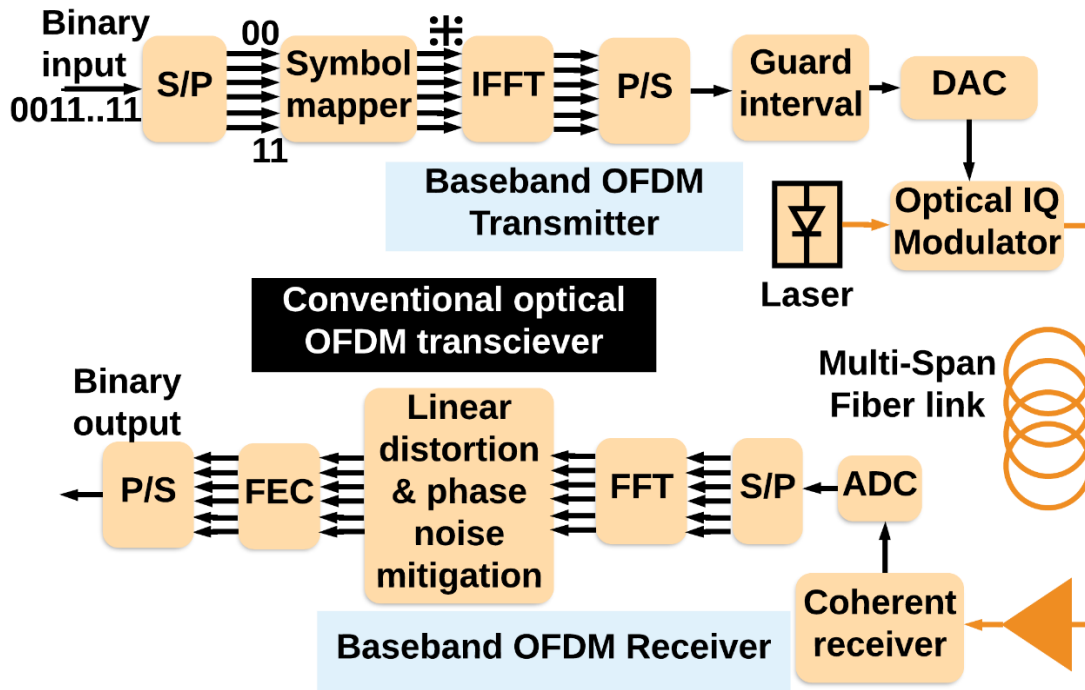 Binary
input
0011..11
S/P
00
11
Symbol
mapper
IFFT
P/S
Guard
interval
DAC
Baseband OFDM
Transmitter
Laser
Optical IQ
Modulator
Conventional optical
OFDM transciever
Multi-Span
Fiber link
Binary
output
P/S
FEC
Linear
distortion
& phase
noise
mitigation
FFT
S/P
ADC
Coherent
receiver
Baseband OFDM Receiver